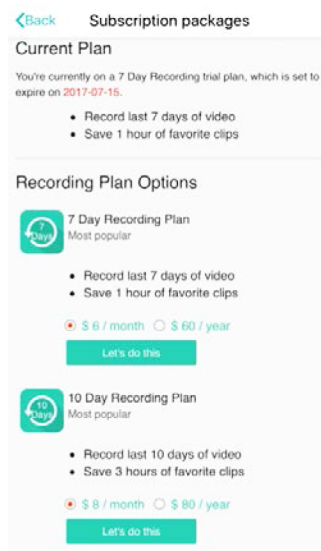 Back
Subscription packages
Current Plan
You're currently on a 7 Day Recording trial plan, which is set to
expire on 2017-07-15.
• Record last 7 days of video
• Save 1 hour of favorite clips
Recording Plan Options
7
Days
7 Day Recording Plan
Most popular
• Record last 7 days of video
• Save 1 hour of favorite clips
$ 6 / month $ 60 / year
Let's do this
10
Days
10 Day Recording Plan
Most popular
• Record last 10 days of video
• Save 3 hours of favorite clips
$ 8 / month $ 80 / year
Let's do this